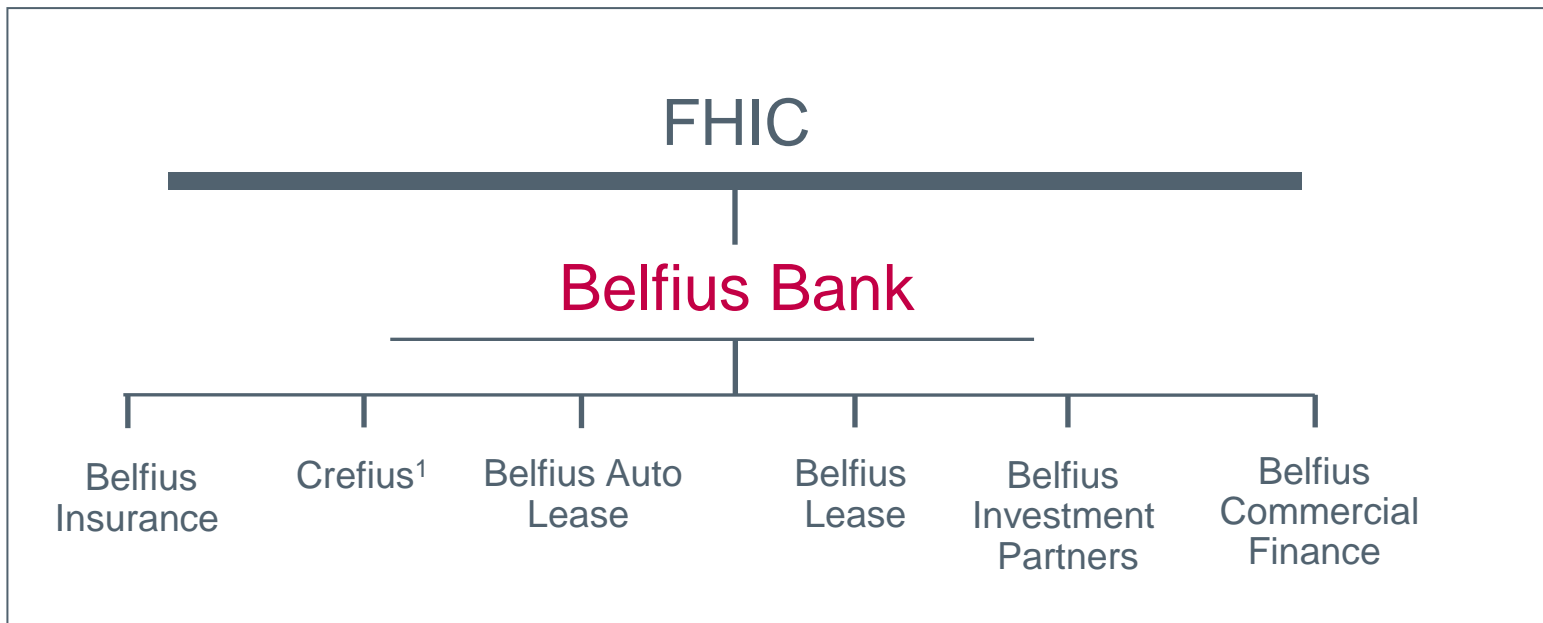 FHIC
Belfius Bank
Belfius
Insurance
Crefius¹
Belfius Auto
Lease
Belfius
Lease
Belfius
Investment
Partners
Belfius
Commercial
Finance